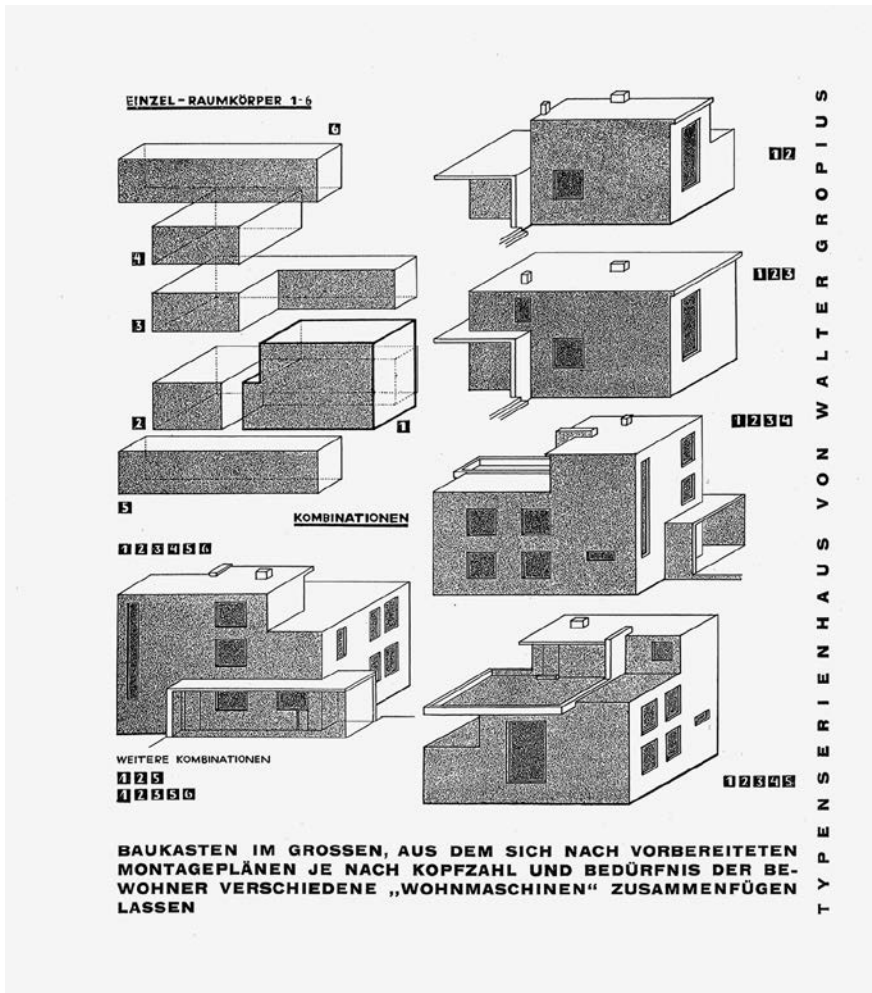 EINZEL-RAUMKÖRPER 1-6
6
4
3
2
1
5
KOMBINATIONEN
12
123
1234
12345
123456
WEITERE KOMBINATIONEN
125
12356
BAUKASTEN IM GROSSEN, AUS DEM SICH NACH VORBEREITETEN
MONTAGEPLÄNEN JE NACH KOPFZAHL UND BEDÜRFNIS DER BE-
WOHNER VERSCHIEDENE „WOHNMASCHINEN“ ZUSAMMENFÜGEN
LASSEN
TYPENSERIENHAUS VON WALTER GROPIUS